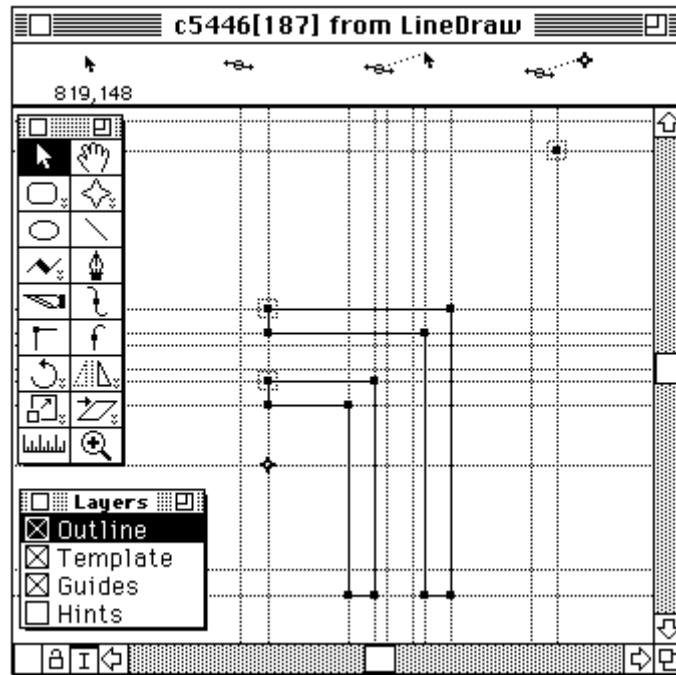 c5446[187] from LineDraw
819,148
Layers
Outline
Template
Guides
Hints